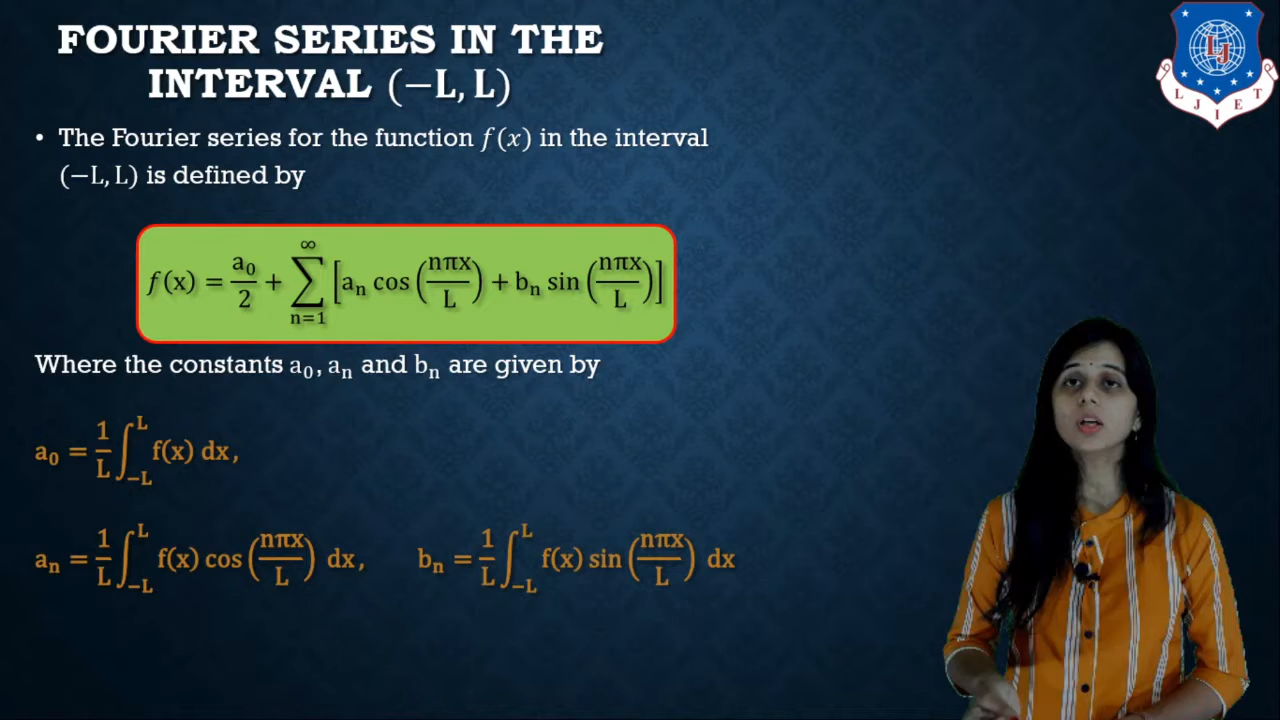 FOURIER SERIES IN THE
INTERVAL (−L, L)
• The Fourier series for the function f(x) in the interval
(−L, L) is defined by
f(x) = a₀/2 + ∑_{n=1}^{∞} [aₙ cos (nπx/L) + bₙ sin (nπx/L)]
Where the constants a₀, aₙ and bₙ are given by
a₀ = 1/L ∫_{−L}^{L} f(x) dx,
aₙ = 1/L ∫_{−L}^{L} f(x) cos (nπx/L) dx, bₙ = 1/L ∫_{−L}^{L} f(x) sin (nπx/L) dx
LJ
L J I E T